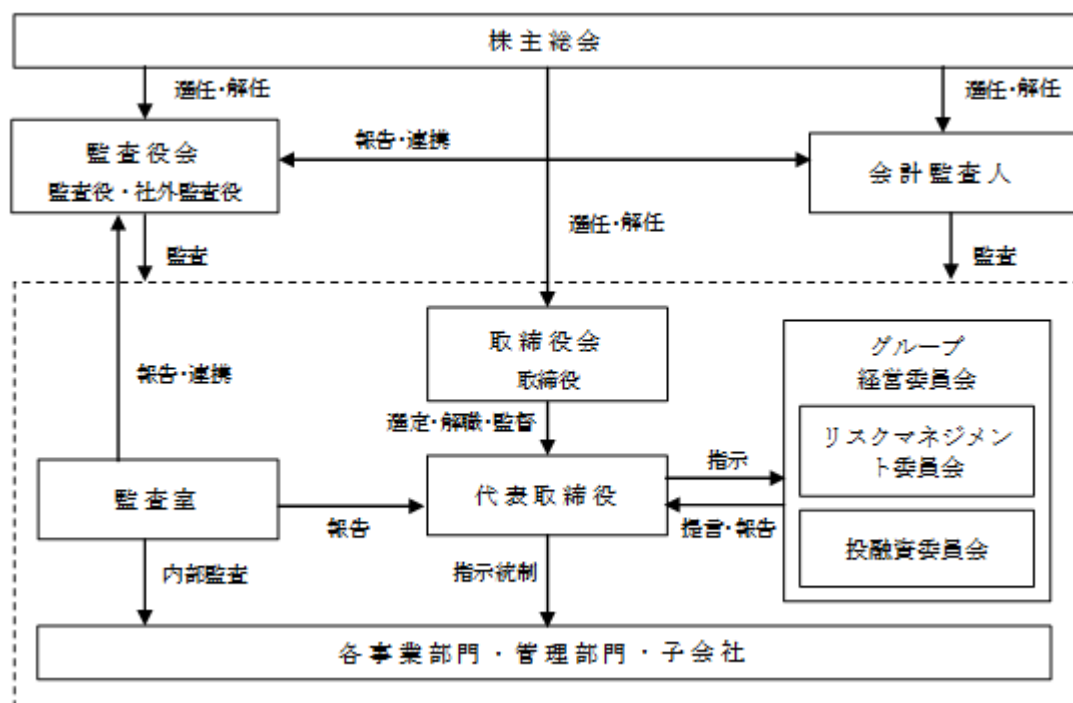 株主総会
選任・解任
選任・解任
監査役会
監査役・社外監査役
報告・連携
会計監査人
選任・解任
監査
監査
取締役会
取締役
グループ
経営委員会
報告・連携
選定・解職・監督
リスクマネジメン
ト委員会
指示
監査室
代表取締役
報告
提言・報告
投融資委員会
内部監査
指示統制
各事業部門・管理部門・子会社